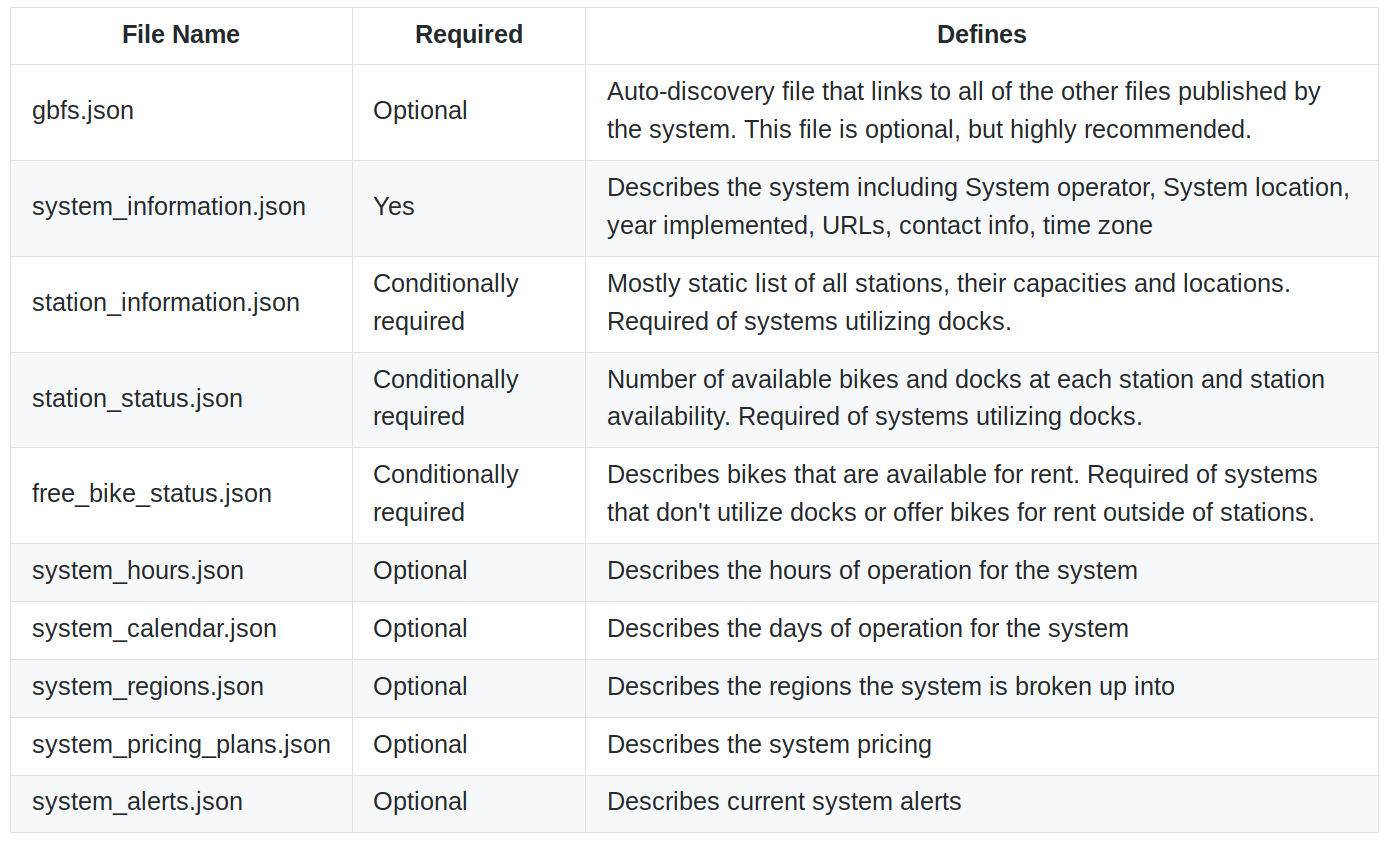 File Name Required Defines
gbfs.json Optional Auto-discovery file that links to all of the other files published by
the system. This file is optional, but highly recommended.
system_information.json Yes Describes the system including System operator, System location,
year implemented, URLs, contact info, time zone
station_information.json Conditionally required Mostly static list of all stations, their capacities and locations.
Required of systems utilizing docks.
station_status.json Conditionally required Number of available bikes and docks at each station and station
availability. Required of systems utilizing docks.
free_bike_status.json Conditionally required Describes bikes that are available for rent. Required of systems
that don't utilize docks or offer bikes for rent outside of stations.
system_hours.json Optional Describes the hours of operation for the system
system_calendar.json Optional Describes the days of operation for the system
system_regions.json Optional Describes the regions the system is broken up into
system_pricing_plans.json Optional Describes the system pricing
system_alerts.json Optional Describes current system alerts